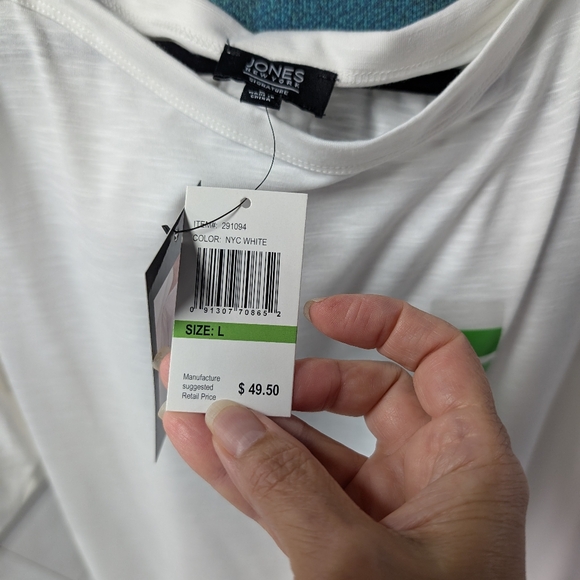 JONES
NEW YORK
SIGNATURE
ITEM#: 291094
COLOR: NYC WHITE
0 91307 70865 2
SIZE: L
Manufacture
suggested
Retail Price
$ 49.50